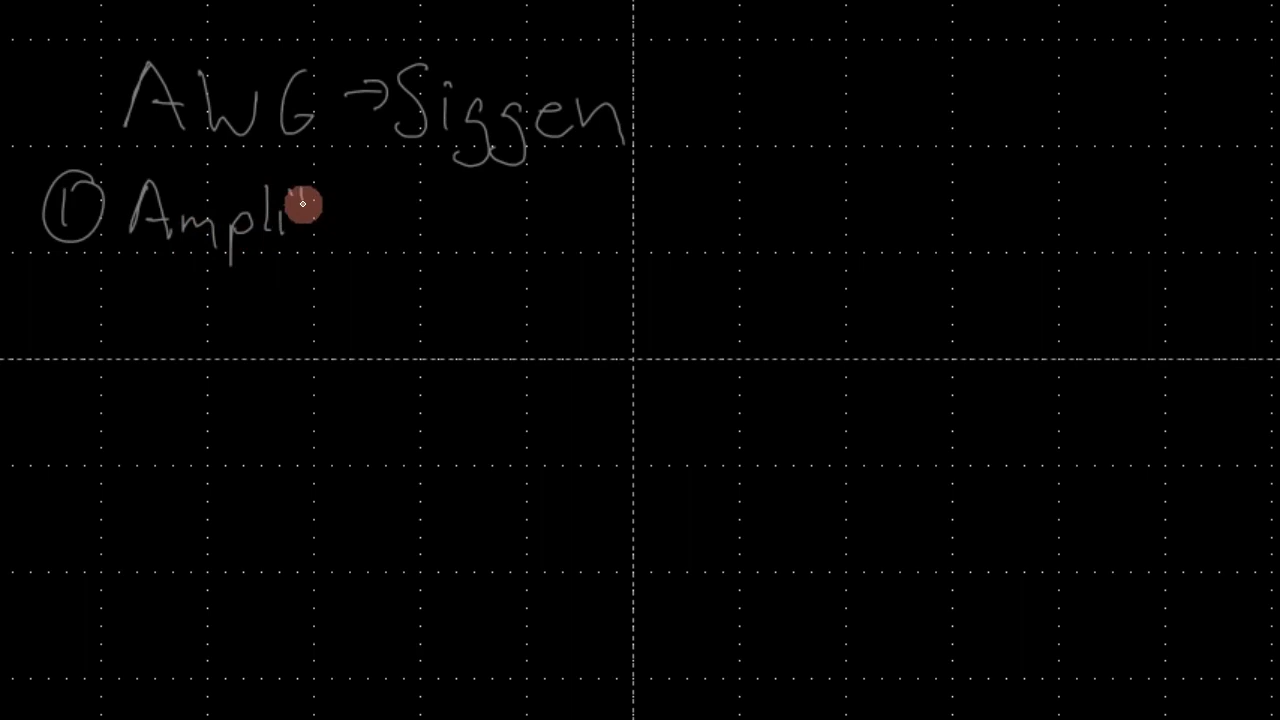 AWG → Siggen
① Ampli